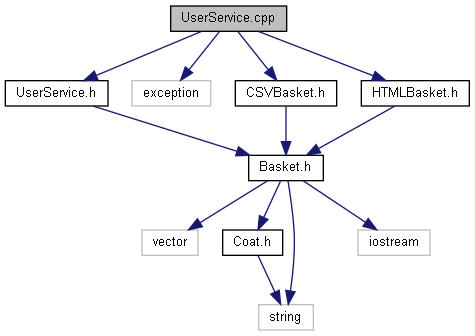 UserService.cpp
UserService.h
exception
CSVBasket.h
HTMLBasket.h
Basket.h
vector
Coat.h
iostream
string